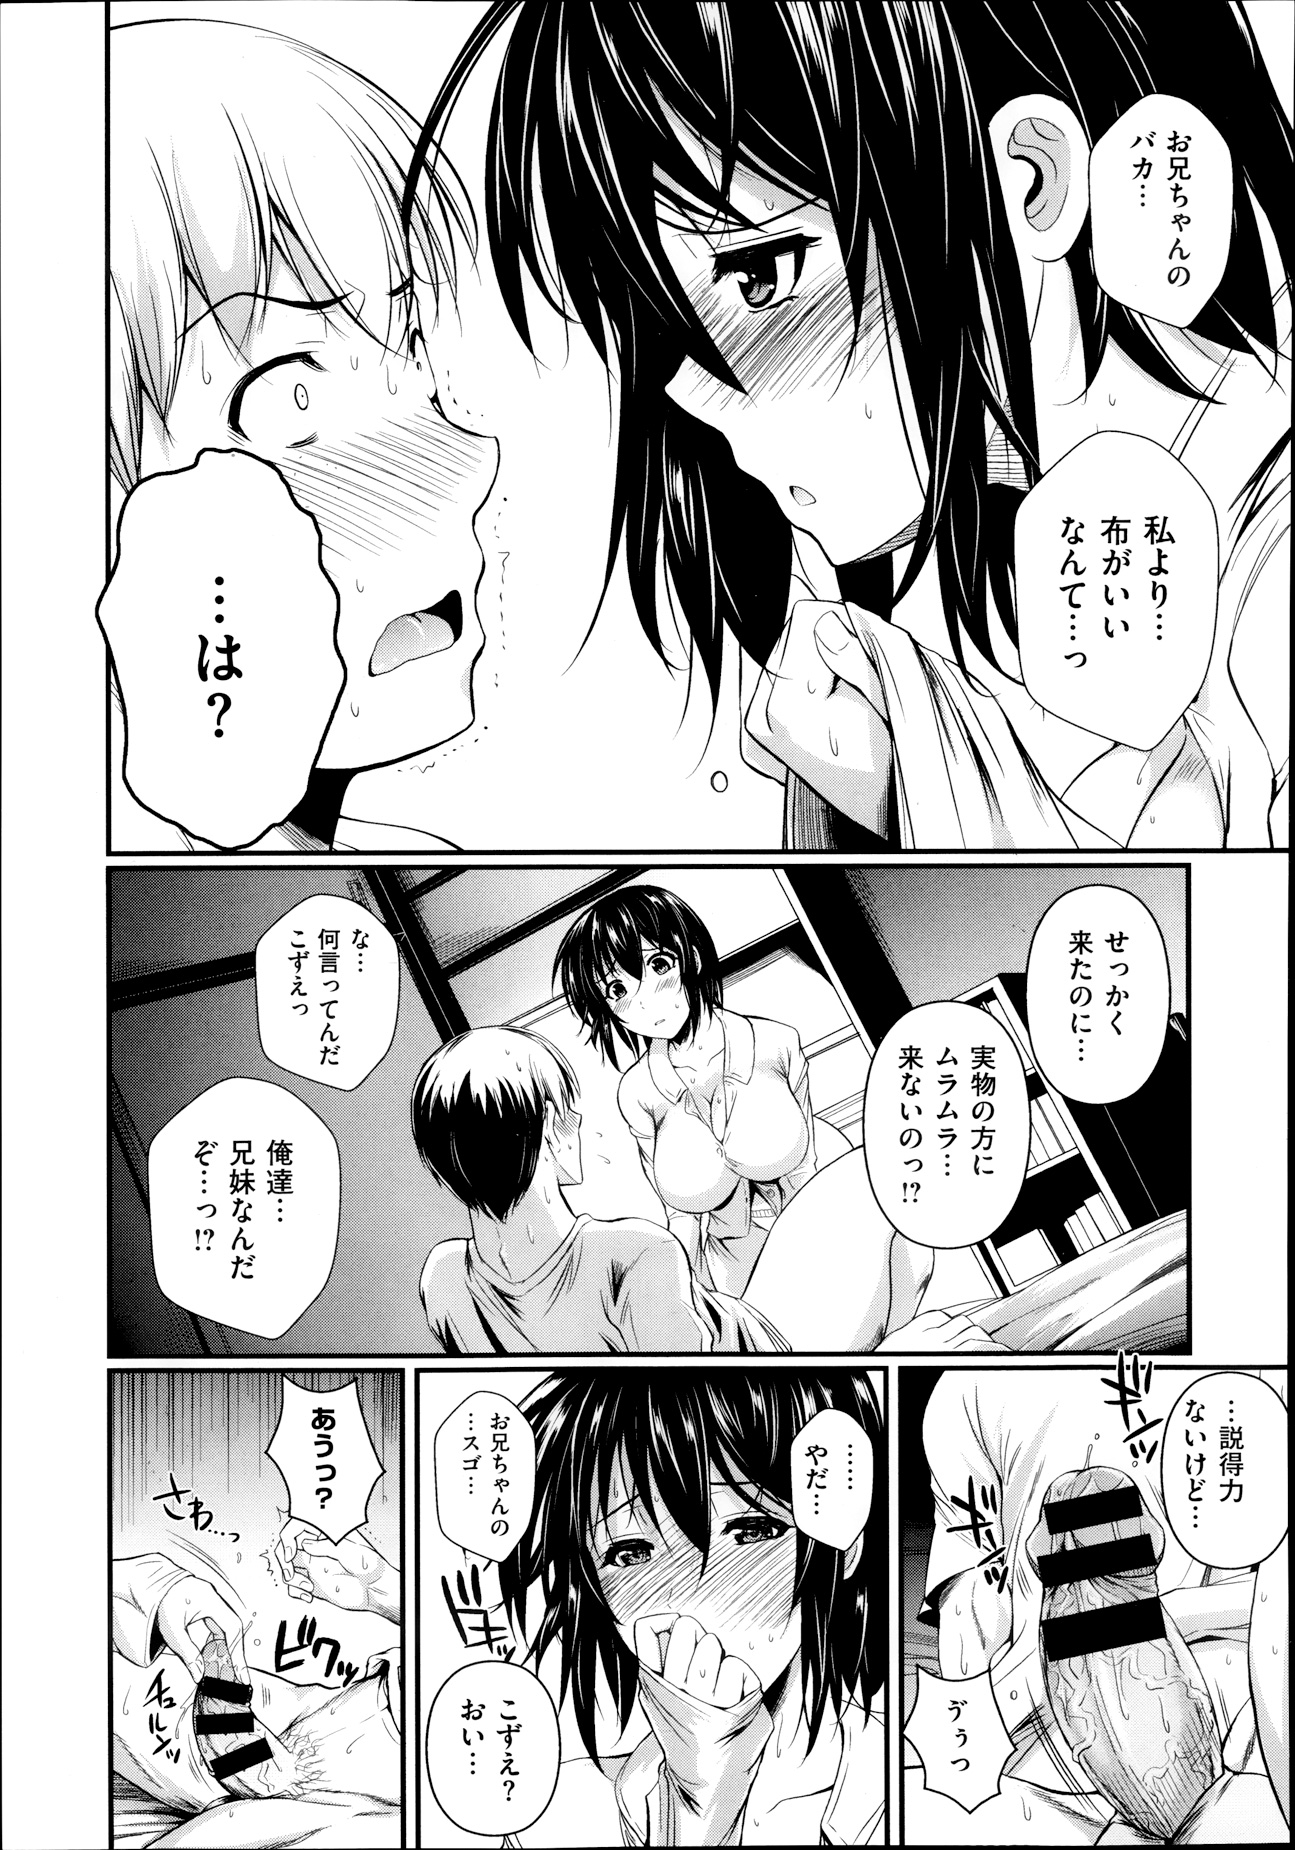 お兄ちゃんの
バカ…
私より…
布がいい
なんて…っ
…は？
せっかく
来たのに…
実物の方に
ムラムラ…
来ないのっ!?
な…
何言ってんだ
こずえっ
俺達…
兄妹なんだ
ぞ…っ!?
…説得力
ないけど…
ギンッ
ギンッ
ゔぅっ
……
やだ…
お兄ちゃんの
…スゴ…
ドキッ
こずえ？
おい…
あうっ？
さわ…っ
ビクッ
チュル
ルンッ